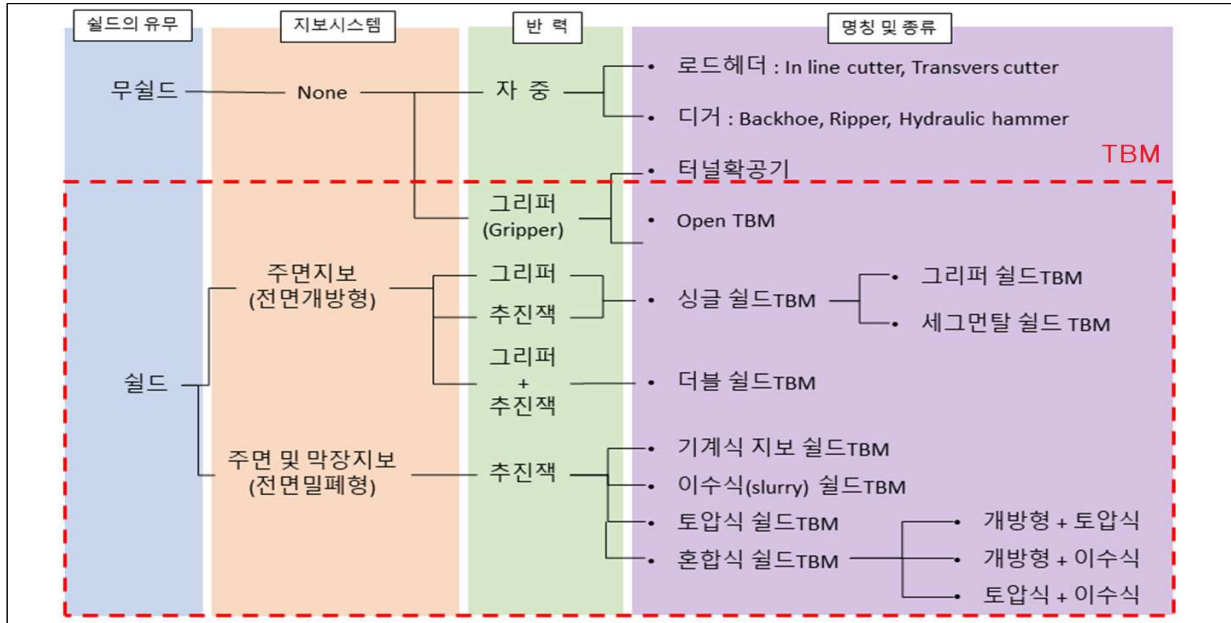 쉴드의 유무
지보시스템
반 력
명칭 및 종류
무쉴드
None
자 중
• 로드헤더 : In line cutter, Transvers cutter
• 디거 : Backhoe, Ripper, Hydraulic hammer
TBM
• 터널확공기
그리퍼
(Gripper)
• Open TBM
쉴드
주면지보
(전면개방형)
그리퍼
추진잭
• 싱글 쉴드TBM
• 그리퍼 쉴드TBM
• 세그먼탈 쉴드 TBM
그리퍼
+
추진잭
• 더블 쉴드TBM
주면 및 막장지보
(전면밀폐형)
추진잭
• 기계식 지보 쉴드TBM
• 이수식(slurry) 쉴드TBM
• 토압식 쉴드TBM
• 혼합식 쉴드TBM
• 개방형 + 토압식
• 개방형 + 이수식
• 토압식 + 이수식